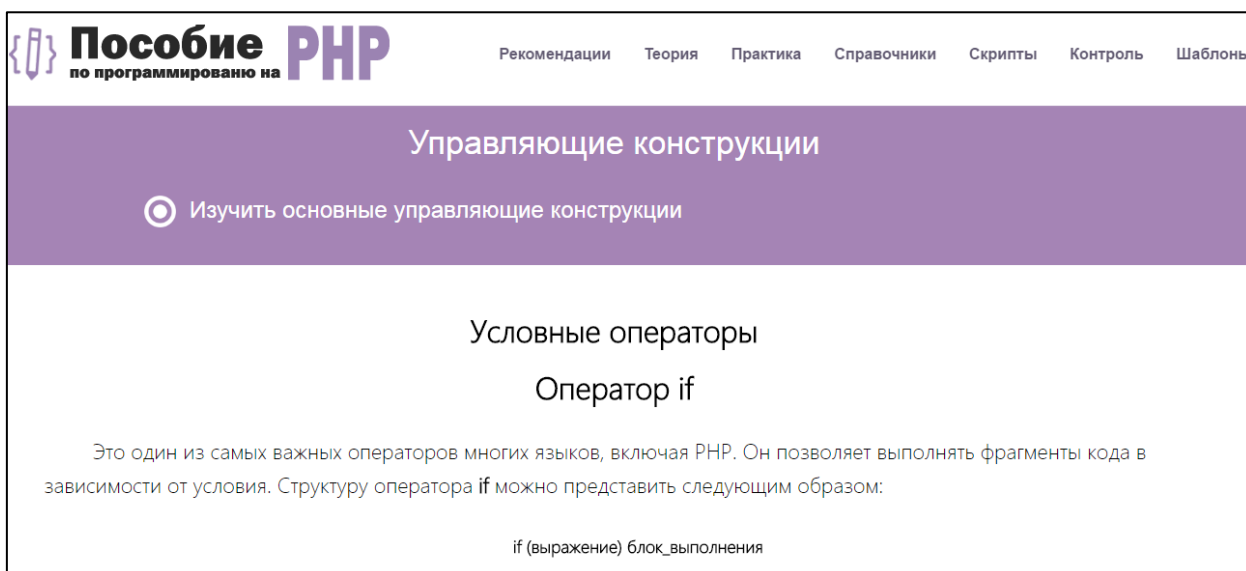 Пособие PHP
по программированю на
Рекомендации Теория Практика Справочники Скрипты Контроль Шаблоны
Управляющие конструкции
Изучить основные управляющие конструкции
Условные операторы
Оператор if
Это один из самых важных операторов многих языков, включая PHP. Он позволяет выполнять фрагменты кода в
зависимости от условия. Структуру оператора if можно представить следующим образом:
if (выражение) блок_выполнения